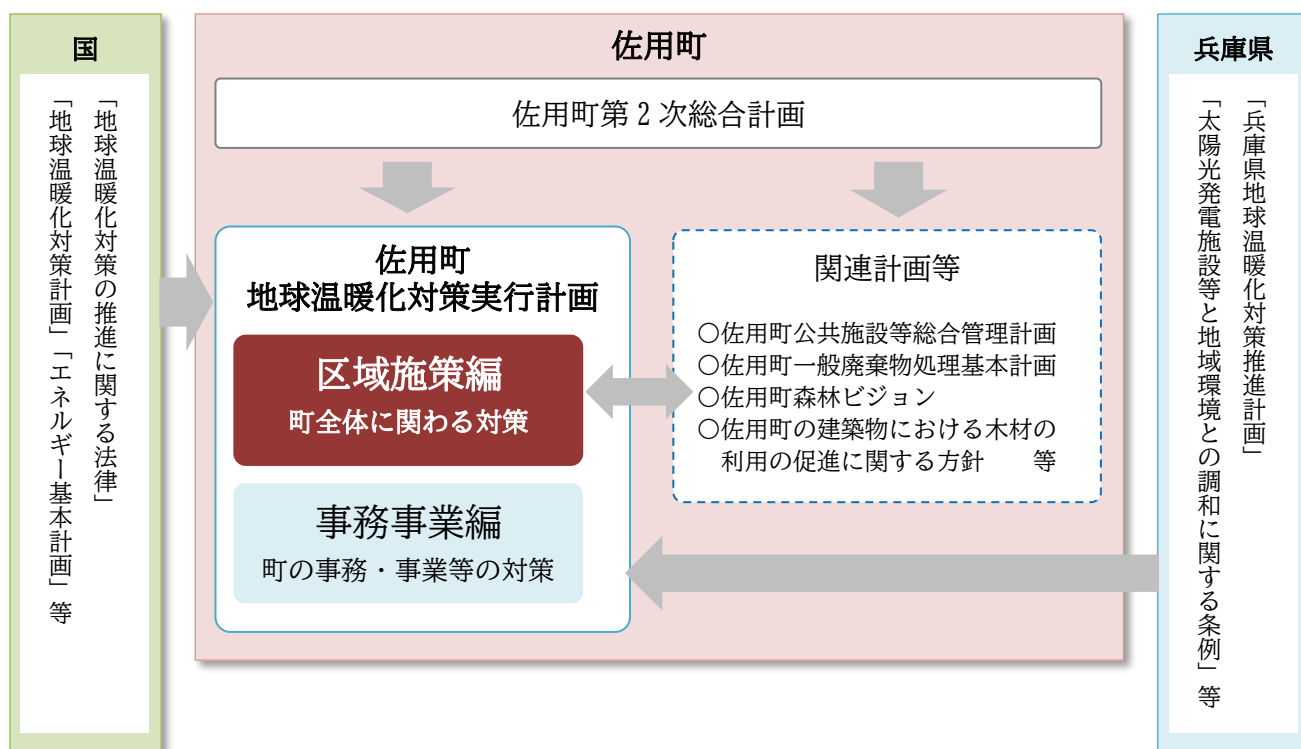 国
「地球温暖化対策の推進に関する法律」
「地球温暖化対策計画」「エネルギー基本計画」等
佐用町
佐用町第2次総合計画
佐用町
地球温暖化対策実行計画
区域施策編
町全体に関わる対策
事務事業編
町の事務・事業等の対策
関連計画等
〇佐用町公共施設等総合管理計画
〇佐用町一般廃棄物処理基本計画
〇佐用町森林ビジョン
〇佐用町の建築物における木材の
利用の促進に関する方針　　等
兵庫県
「兵庫県地球温暖化対策推進計画」
「太陽光発電施設等と地域環境との調和に関する条例」等